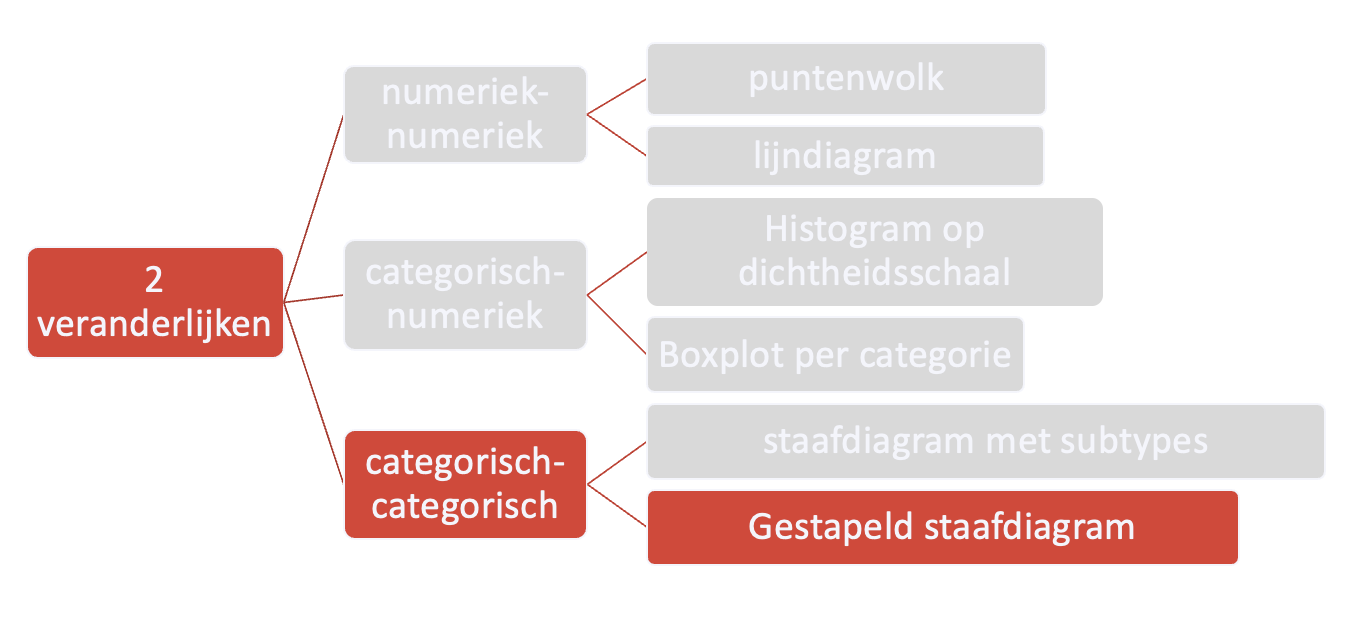 2
veranderlijken
numeriek-
numeriek
puntenwolk
lijndiagram
categorisch-
numeriek
Histogram op
dichtheidsschaal
Boxplot per categorie
categorisch-
categorisch
staafdiagram met subtypes
Gestapeld staafdiagram